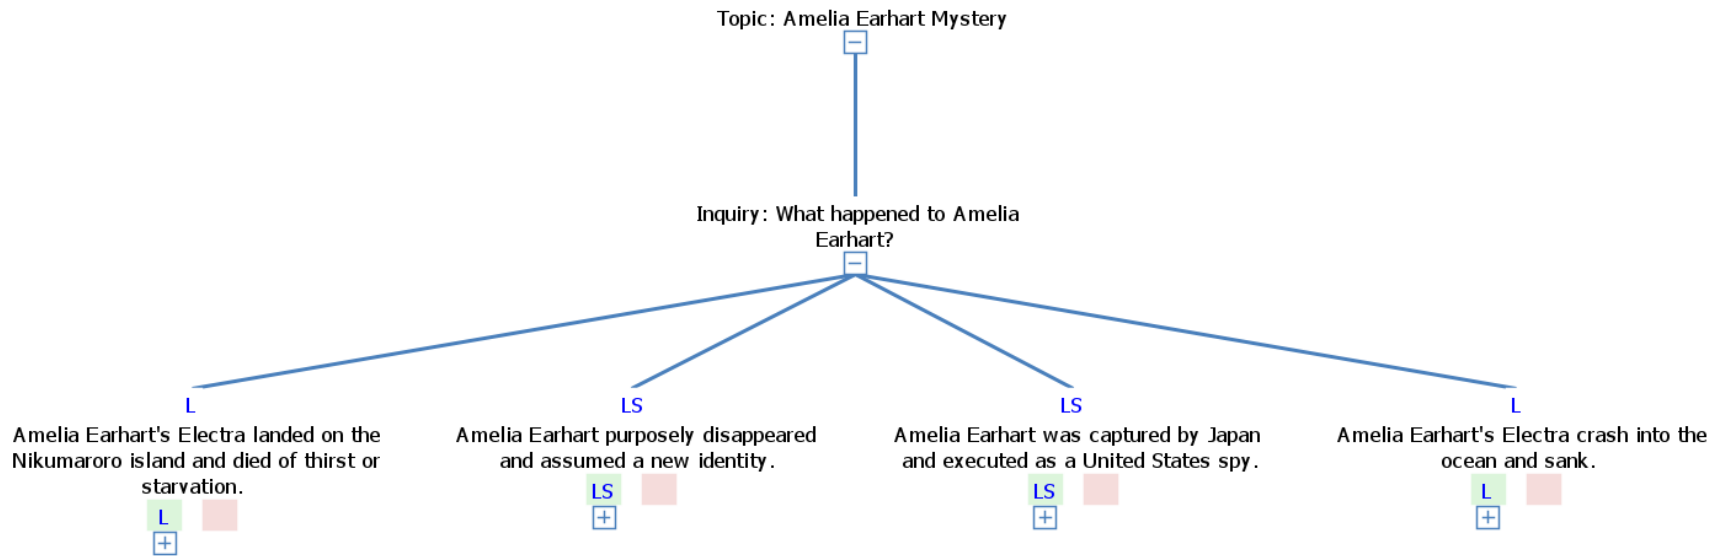 Topic: Amelia Earhart Mystery
Inquiry: What happened to Amelia
Earhart?
L
Amelia Earhart's Electra landed on the
Nikumaroro island and died of thirst or
starvation.
L
LS
Amelia Earhart purposely disappeared
and assumed a new identity.
LS
LS
Amelia Earhart was captured by Japan
and executed as a United States spy.
LS
L
Amelia Earhart's Electra crash into the
ocean and sank.
L